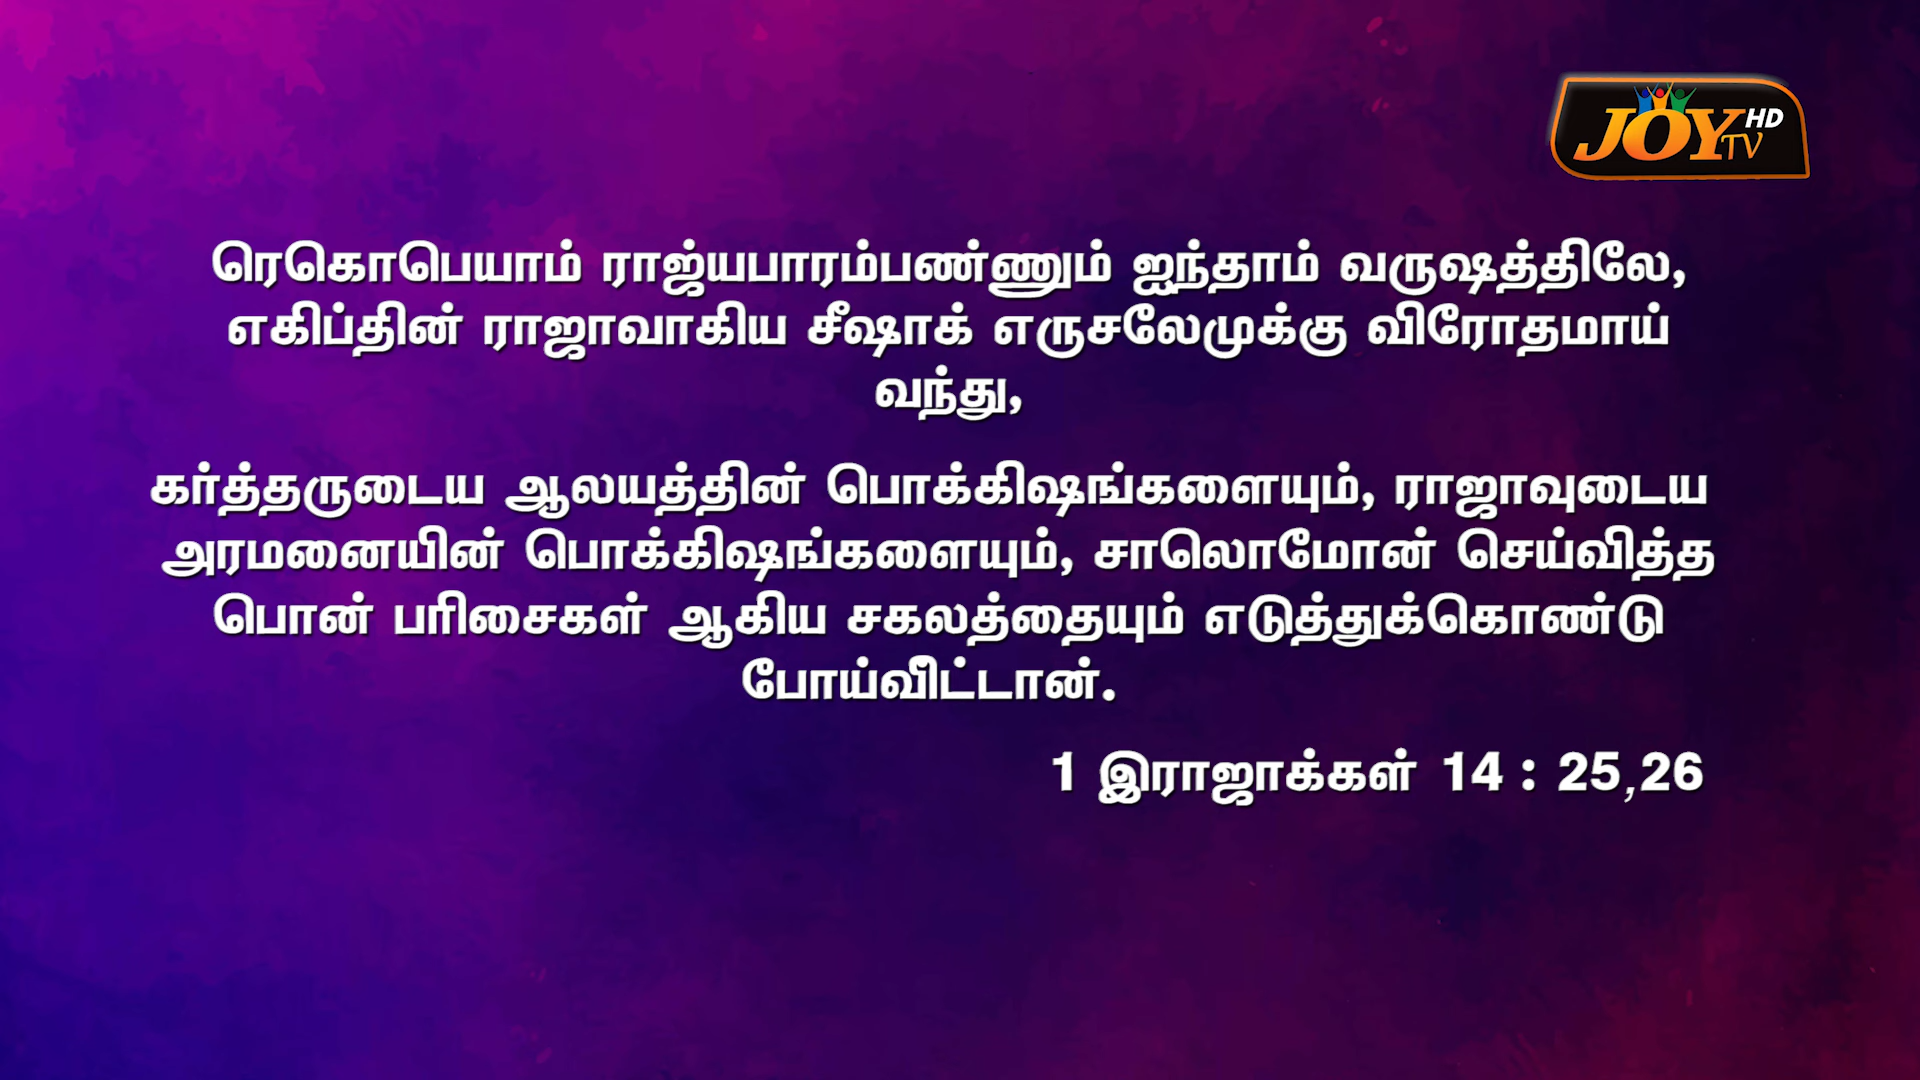 JOY HD
TV
ரெகொபெயாம் ராஜ்யபாரம்பண்ணும் ஐந்தாம் வருஷத்திலே,
எகிப்தின் ராஜாவாகிய சீஷாக் எருசலேமுக்கு விரோதமாய்
வந்து,
கர்த்தருடைய ஆலயத்தின் பொக்கிஷங்களையும், ராஜாவுடைய
அரமனையின் பொக்கிஷங்களையும், சாலொமோன் செய்வித்த
பொன் பரிசைகள் ஆகிய சகலத்தையும் எடுத்துக்கொண்டு
போய்விட்டான்.
1 இராஜாக்கள் 14 : 25,26